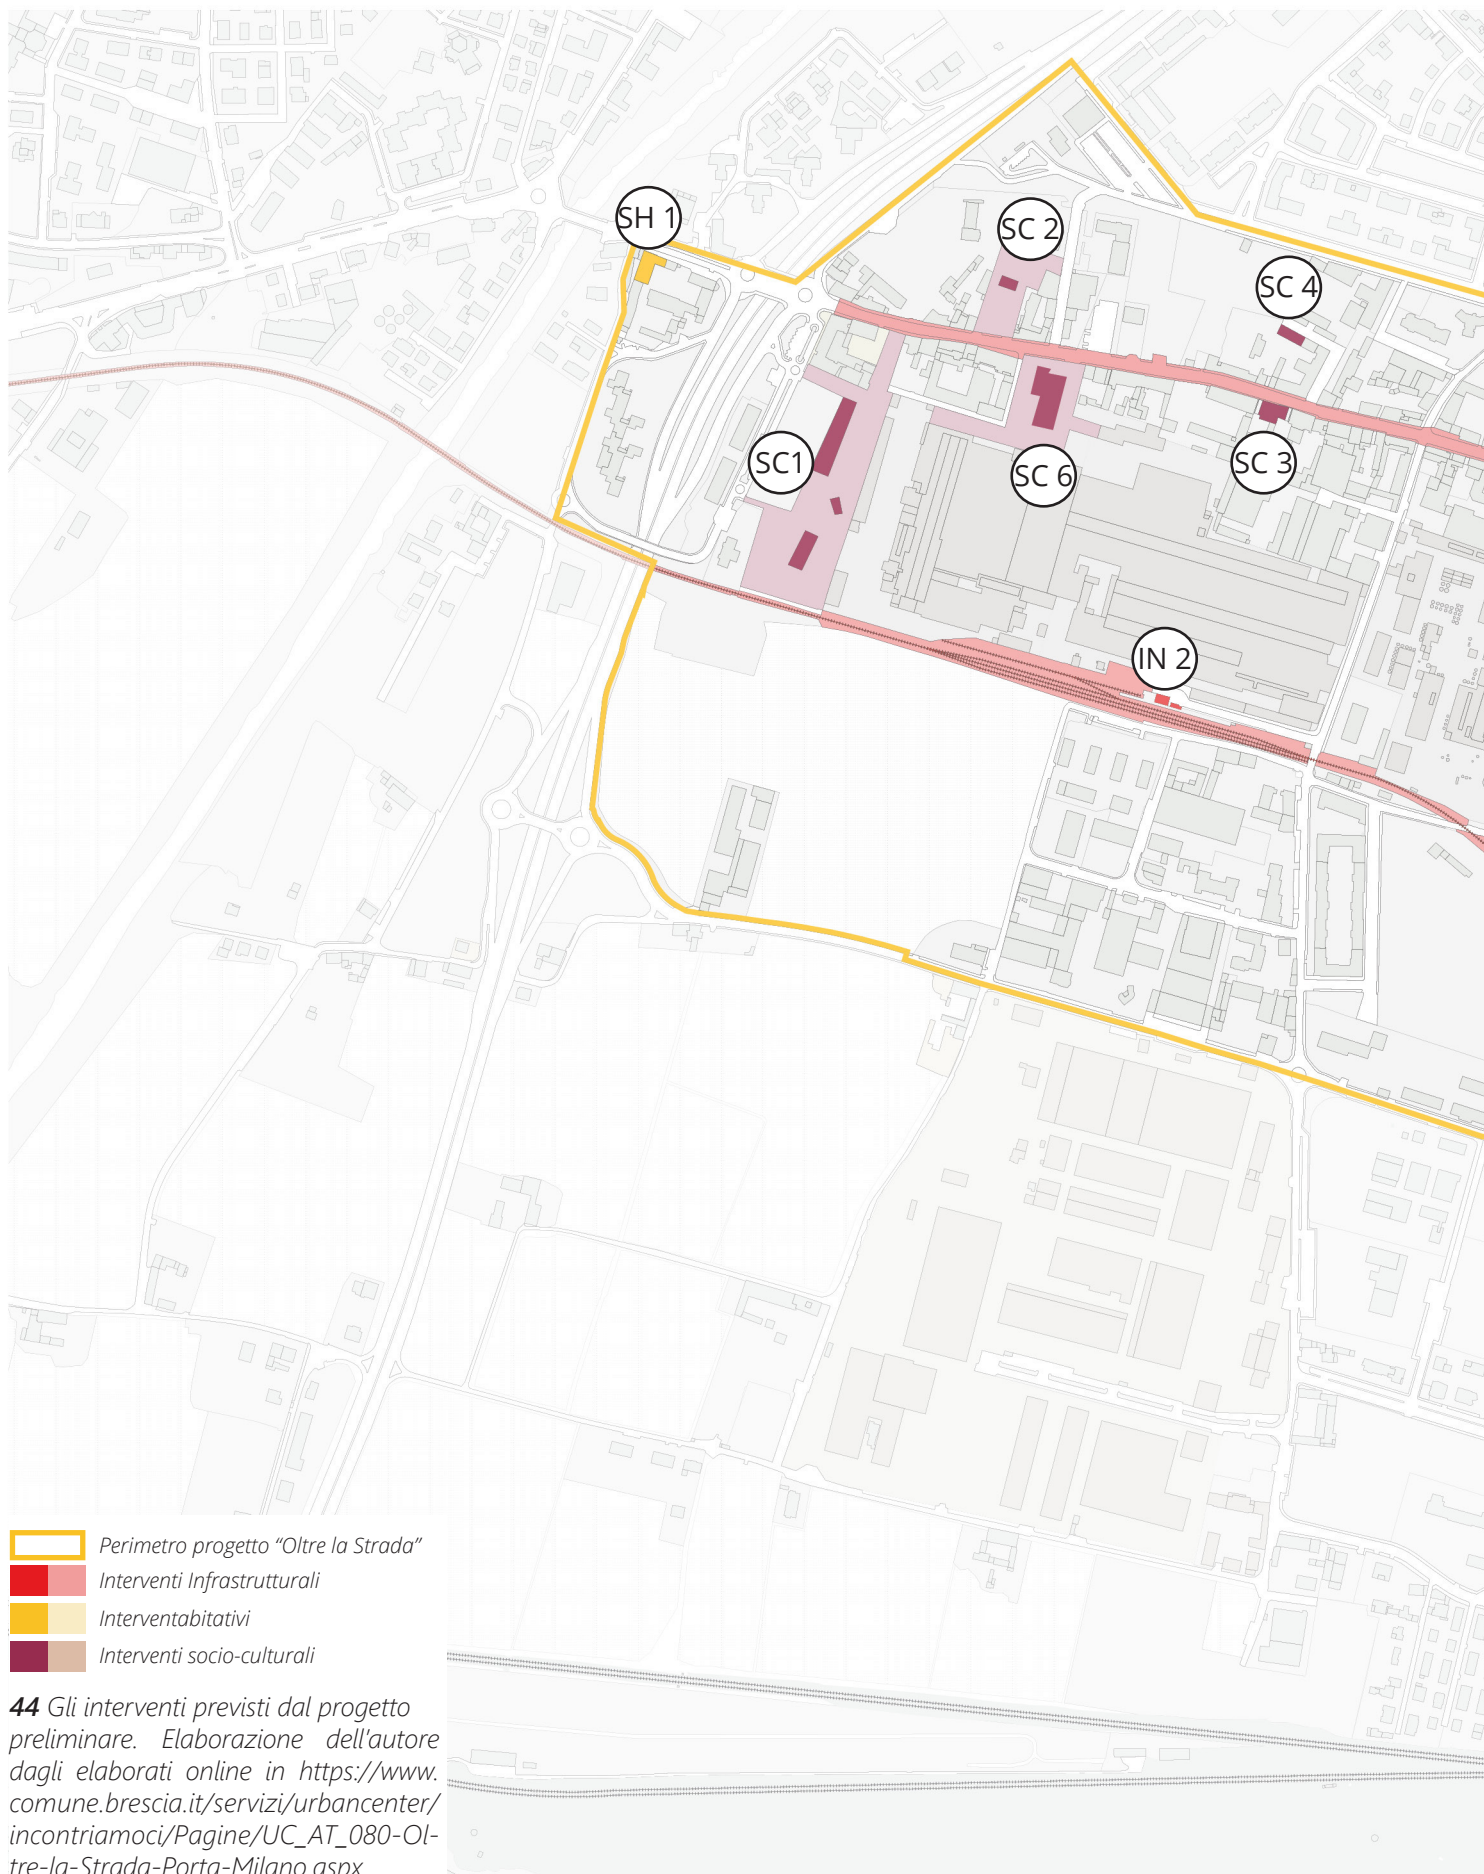 SH 1
SC 2
SC 4
SC1
SC 6
SC 3
IN 2
Perimetro progetto “Oltre la Strada”
Interventi Infrastrutturali
Interventabitativi
Interventi socio-culturali
44 Gli interventi previsti dal progetto
preliminare. Elaborazione dell'autore
dagli elaborati online in https://www.
comune.brescia.it/servizi/urbancenter/
incontriamoci/Pagine/UC_AT_080-Ol-
tre-la-Strada-Porta-Milano.aspx